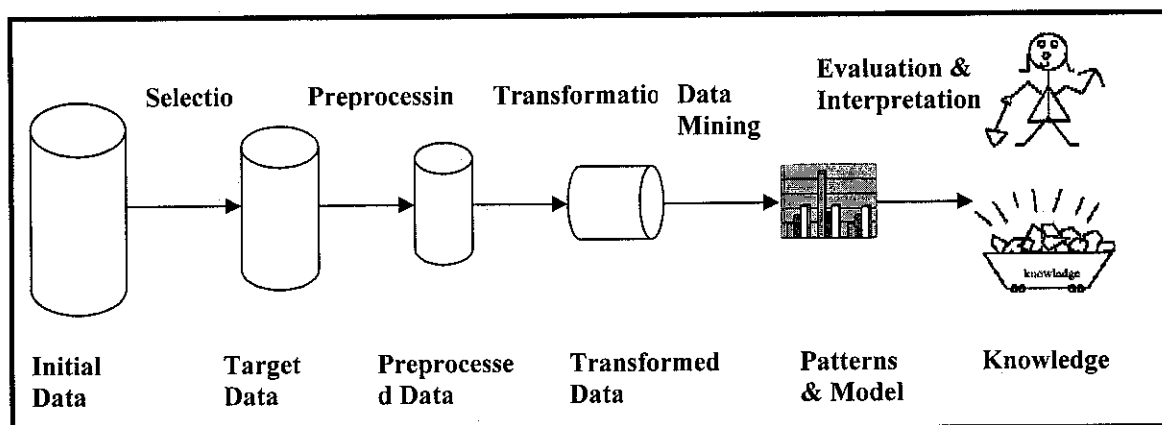 Selectio
Preprocessin
Transformatio
Data
Mining
Evaluation &
Interpretation
knowledge
Initial
Data
Target
Data
Preprocesse
d Data
Transformed
Data
Patterns
& Model
Knowledge